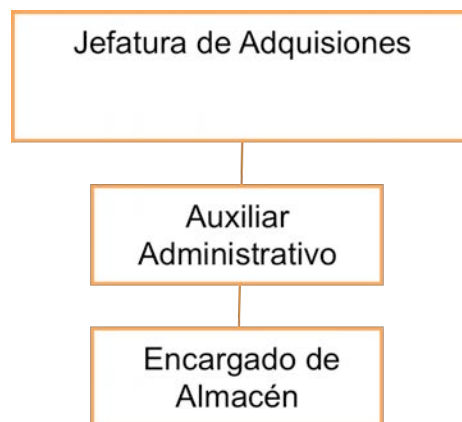 Jefatura de Adquisiones
Auxiliar
Administrativo
Encargado de
Almacén